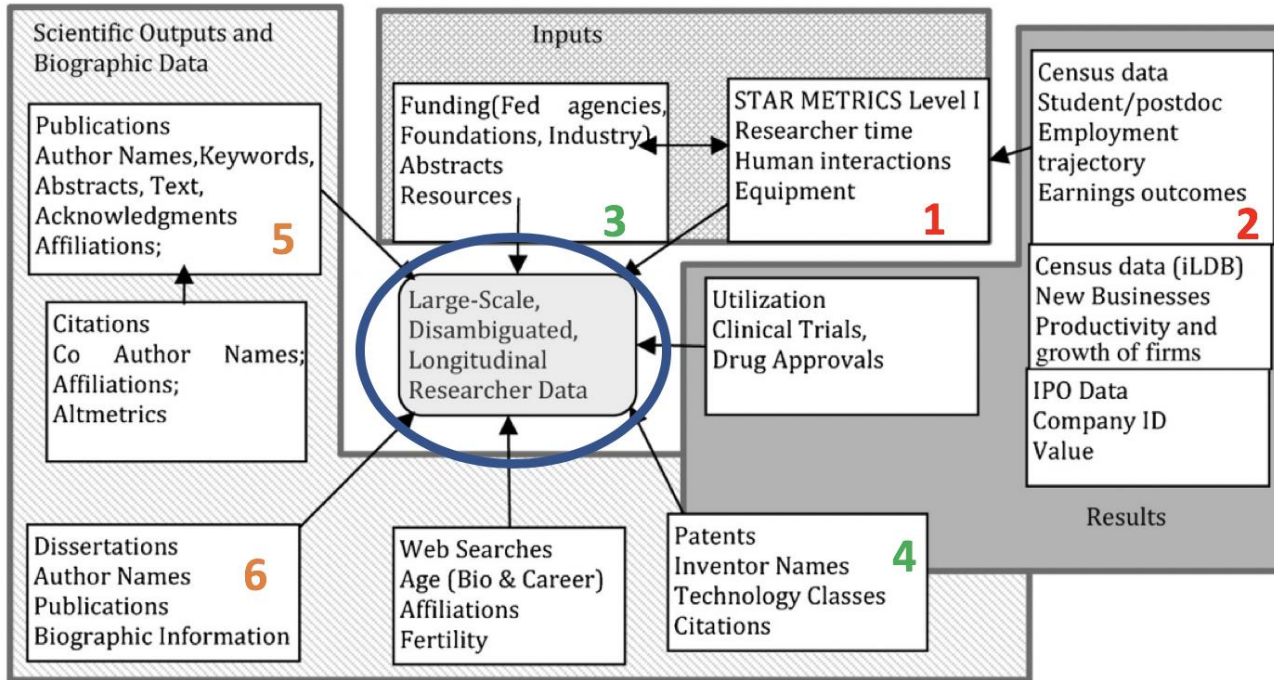 Scientific Outputs and
Biographic Data
Inputs
Publications
Author Names,Keywords,
Abstracts, Text,
Acknowledgments
Affiliations;
5
Citations
Co Author Names;
Affiliations;
Altmetrics
Funding(Fed agencies,
Foundations, Industry)
Abstracts
Resources
3
STAR METRICS Level I
Researcher time
Human interactions
Equipment
1
Census data
Student/postdoc
Employment
trajectory
Earnings outcomes
2
Census data (iLDB)
New Businesses
Productivity and
growth of firms
IPO Data
Company ID
Value
Large-Scale,
Disambiguated,
Longitudinal
Researcher Data
Utilization
Clinical Trials,
Drug Approvals
Results
Dissertations
Author Names
Publications
Biographic Information
6
Web Searches
Age (Bio & Career)
Affiliations
Fertility
Patents
Inventor Names
Technology Classes
Citations
4